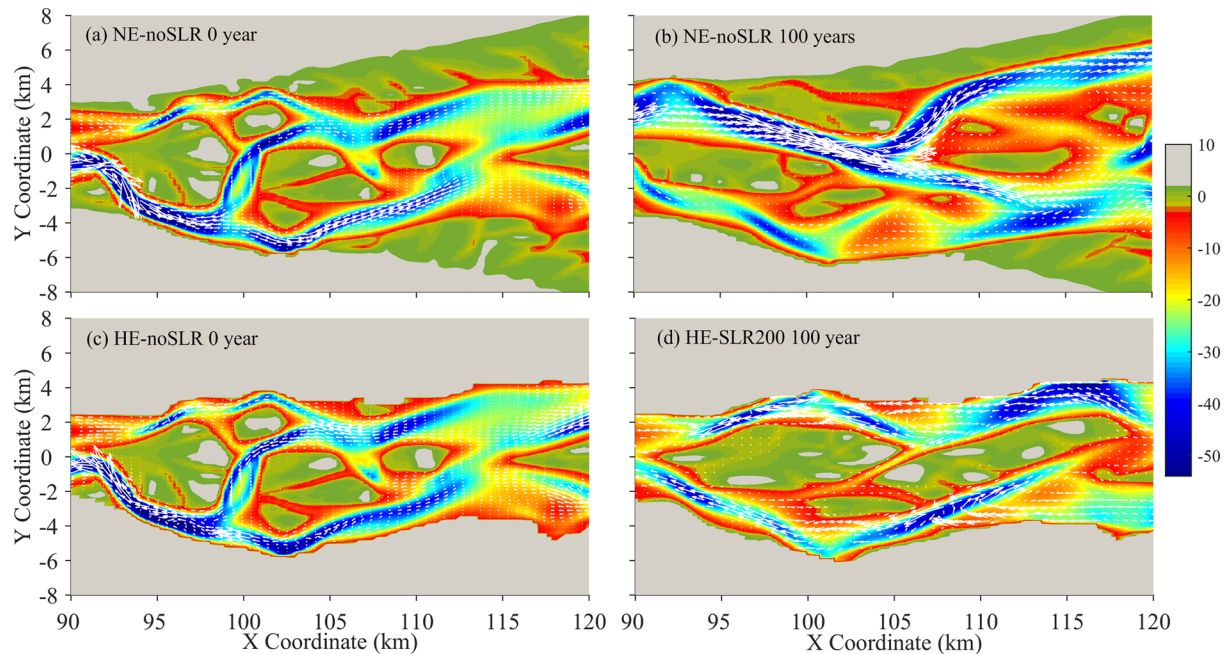 8
6
4
2
0
-2
-4
-6
-8
Y Coordinate (km)
(a) NE-noSLR 0 year
(b) NE-noSLR 100 years
8
6
4
2
0
-2
-4
-6
-8
Y Coordinate (km)
(c) HE-noSLR 0 year
(d) HE-SLR200 100 year
90 95 100 105 110 115 120
X Coordinate (km)
90 95 100 105 110 115 120
X Coordinate (km)
10
0
-10
-20
-30
-40
-50